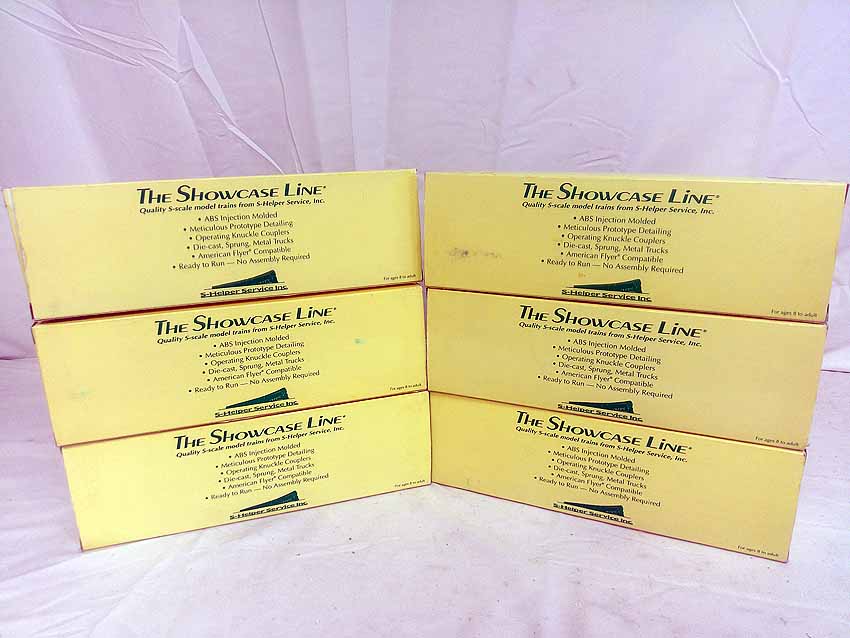 THE SHOWCASE LINE®
Quality S-scale model trains from S-Helper Service, Inc.
• ABS Injection Molded
• Meticulous Prototype Detailing
• Operating Knuckle Couplers
• Die-cast, Sprung, Metal Trucks
• American Flyer® Compatible
• Ready to Run — No Assembly Required
S-Helper Service Inc.
For ages 8 to adult
THE SHOWCASE LINE®
Quality S-scale model trains from S-Helper Service, Inc.
• ABS Injection Molded
• Meticulous Prototype Detailing
• Operating Knuckle Couplers
• Die-cast, Sprung, Metal Trucks
• American Flyer® Compatible
• Ready to Run — No Assembly Required
S-Helper Service Inc.
For ages 8 to adult
THE SHOWCASE LINE®
Quality S-scale model trains from S-Helper Service, Inc.
• ABS Injection Molded
• Meticulous Prototype Detailing
• Operating Knuckle Couplers
• Die-cast, Sprung, Metal Trucks
• American Flyer® Compatible
• Ready to Run — No Assembly Required
S-Helper Service Inc.
For ages 8 to adult
THE SHOWCASE LINE®
Quality S-scale model trains from S-Helper Service, Inc.
• ABS Injection Molded
• Meticulous Prototype Detailing
• Operating Knuckle Couplers
• Die-cast, Sprung, Metal Trucks
• American Flyer® Compatible
• Ready to Run — No Assembly Required
S-Helper Service Inc.
For ages 8 to adult
THE SHOWCASE LINE®
Quality S-scale model trains from S-Helper Service, Inc.
• ABS Injection Molded
• Meticulous Prototype Detailing
• Operating Knuckle Couplers
• Die-cast, Sprung, Metal Trucks
• American Flyer® Compatible
• Ready to Run — No Assembly Required
S-Helper Service Inc.
For ages 8 to adult
THE SHOWCASE LINE®
Quality S-scale model trains from S-Helper Service, Inc.
• ABS Injection Molded
• Meticulous Prototype Detailing
• Operating Knuckle Couplers
• Die-cast, Sprung, Metal Trucks
• American Flyer® Compatible
• Ready to Run — No Assembly Required
S-Helper Service Inc.
For ages 8 to adult